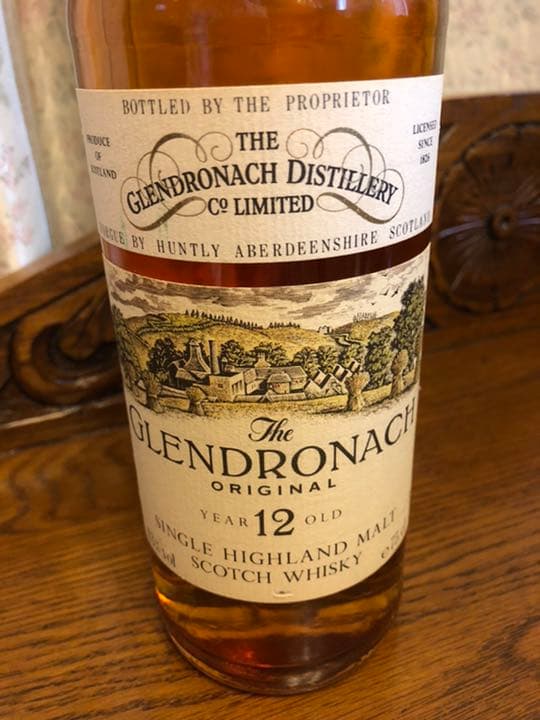 BOTTLED BY THE PROPRIETOR
PRODUCE
OF
SCOTLAND
THE
GLENDRONACH DISTILLERY
Cº LIMITED
LICENSED
SINCE
1826
BY HUNTLY ABERDEENSHIRE SCOTLAND
The
GLENDRONACH
ORIGINAL
YEAR 12 OLD
SINGLE HIGHLAND MALT
SCOTCH WHISKY
vol